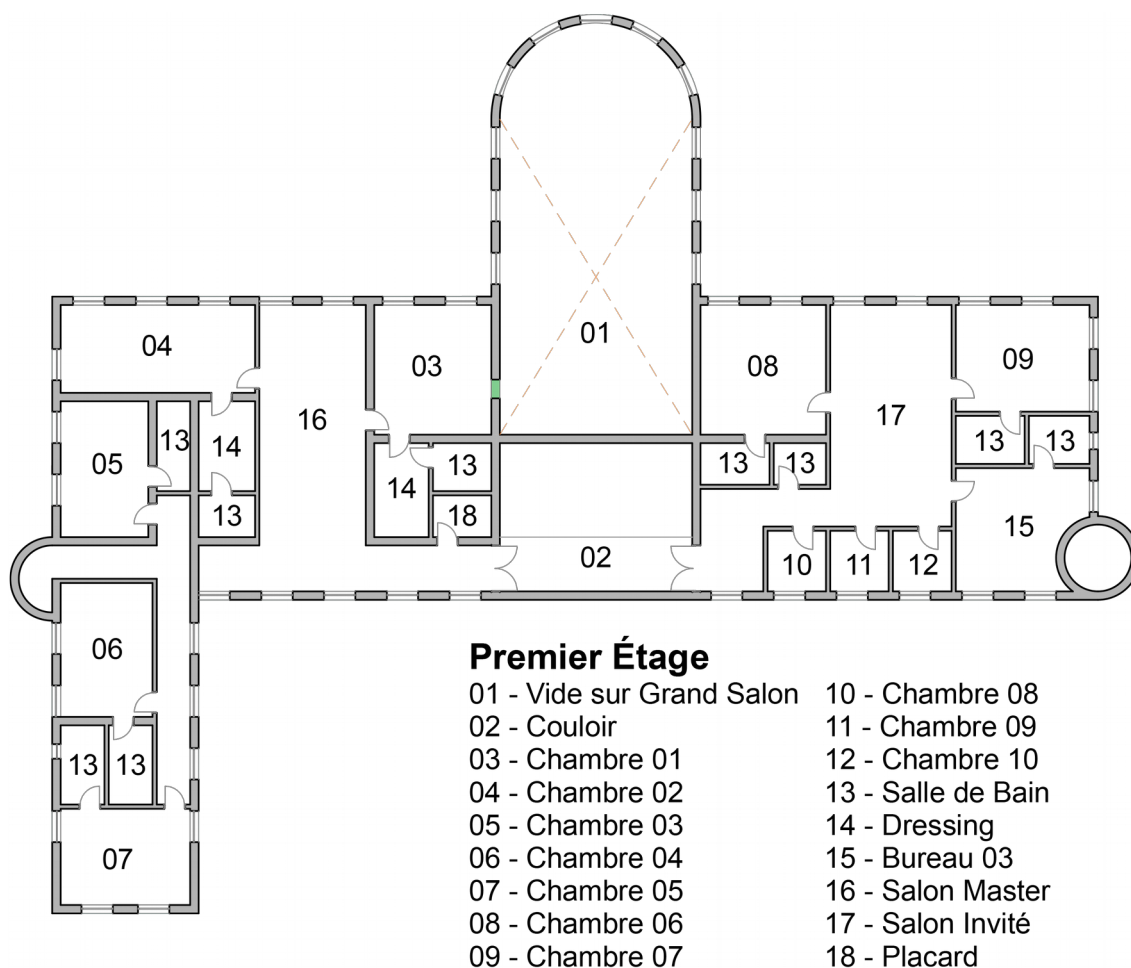 01
04
03
08
09
16
17
13
14
05
13
13
13
13
13
14
13
18
15
02
10
11
12
06
13
13
07
Premier Étage
01 - Vide sur Grand Salon
02 - Couloir
03 - Chambre 01
04 - Chambre 02
05 - Chambre 03
06 - Chambre 04
07 - Chambre 05
08 - Chambre 06
09 - Chambre 07
10 - Chambre 08
11 - Chambre 09
12 - Chambre 10
13 - Salle de Bain
14 - Dressing
15 - Bureau 03
16 - Salon Master
17 - Salon Invité
18 - Placard